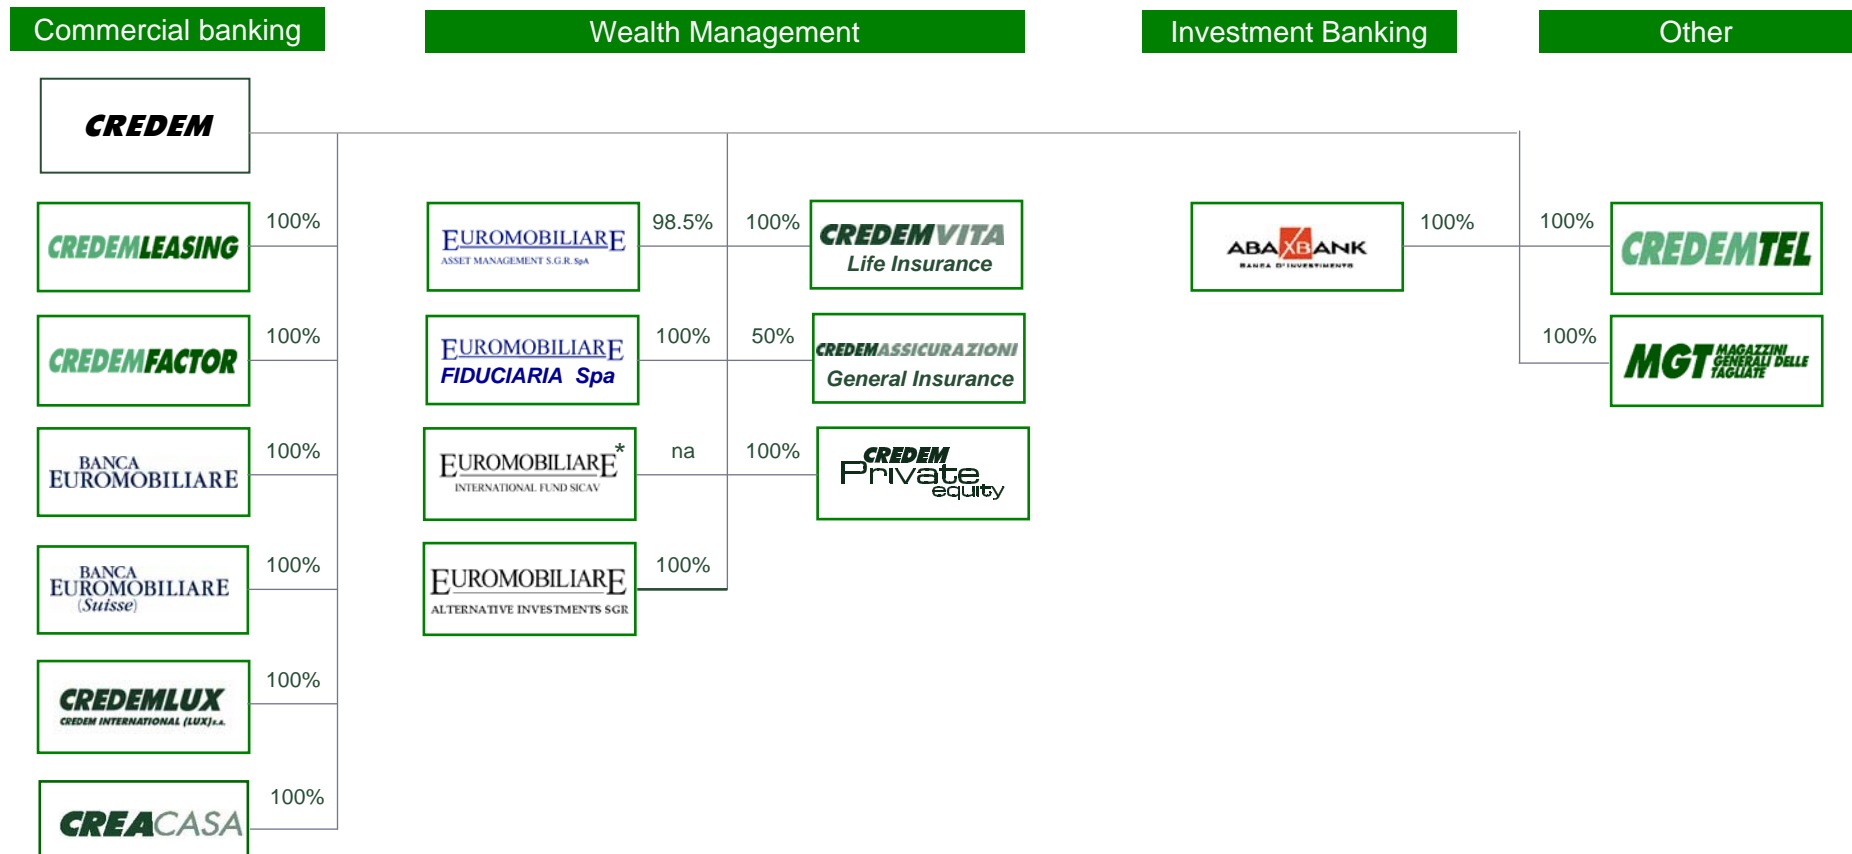 Commercial banking
Wealth Management
Investment Banking
Other
CREDEM
CREDEMLEASING
100%
CREDEMFACTOR
100%
BANCA
EUROMOBILIARE
100%
BANCA
EUROMOBILIARE
(Suisse)
100%
CREDEMLUX
CREDEM INTERNATIONAL (LUX) s.a.
100%
CREACASA
100%
EUROMOBILIARE
ASSET MANAGEMENT S.G.R. SpA
98.5%
100%
CREDEMVITA
Life Insurance
EUROMOBILIARE
FIDUCIARIA Spa
100%
50%
CREDEMASSICURAZIONI
General Insurance
EUROMOBILIARE*
INTERNATIONAL FUND SICAV
na
100%
CREDEM
Private
equity
EUROMOBILIARE
ALTERNATIVE INVESTMENTS SGR
100%
ABAXBANK
BANCA D'INVESTIMENTO
100%
100%
CREDEMTEL
100%
MGT MAGAZZINI
GENERALI DELLE
TAGLIATE